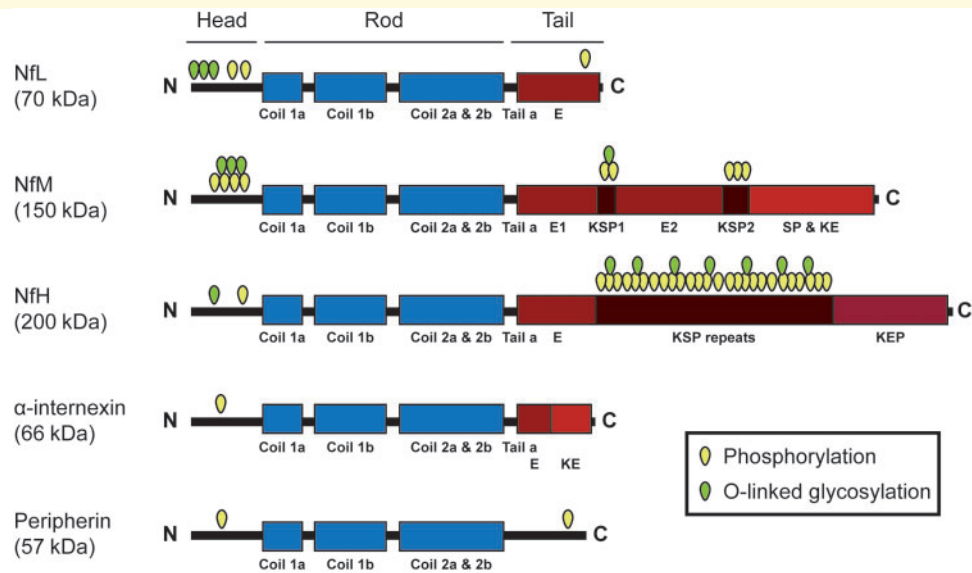 Head Rod Tail
NfL
(70 kDa)
N C
Coil 1a Coil 1b Coil 2a & 2b Tail a E
NfM
(150 kDa)
N C
Coil 1a Coil 1b Coil 2a & 2b Tail a E1 KSP1 E2 KSP2 SP & KE
NfH
(200 kDa)
N C
Coil 1a Coil 1b Coil 2a & 2b Tail a E KSP repeats KEP
α-internexin
(66 kDa)
N C
Coil 1a Coil 1b Coil 2a & 2b Tail a
E KE
Peripherin
(57 kDa)
N C
Coil 1a Coil 1b Coil 2a & 2b
Phosphorylation
O-linked glycosylation